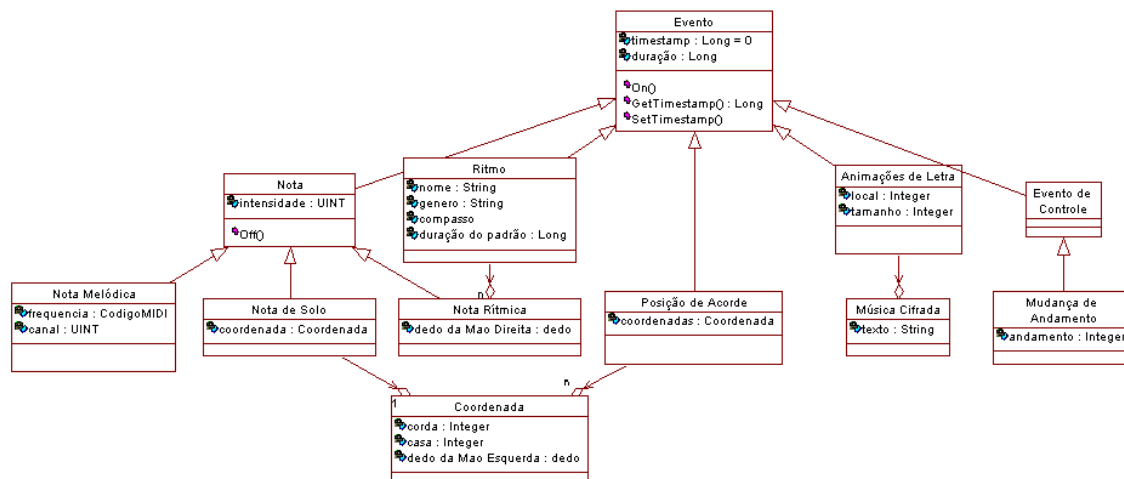 Evento
timestamp : Long = 0
duração : Long
On()
GetTimestamp() : Long
SetTimestamp()
Nota
intensidade : UINT
Off()
Ritmo
nome : String
genero : String
compasso
duração do padrão : Long
Animações de Letra
local : Integer
tamanho : Integer
Evento de
Controle
Nota Melódica
frequencia : CodigoMIDI
canal : UINT
Nota de Solo
coordenada : Coordenada
n
Nota Rítmica
dedo da Mao Direita : dedo
Posição de Acorde
coordenadas : Coordenada
Música Cifrada
texto : String
Mudança de
Andamento
andamento : Integer
1
n
Coordenada
corda : Integer
casa : Integer
dedo da Mao Esquerda : dedo